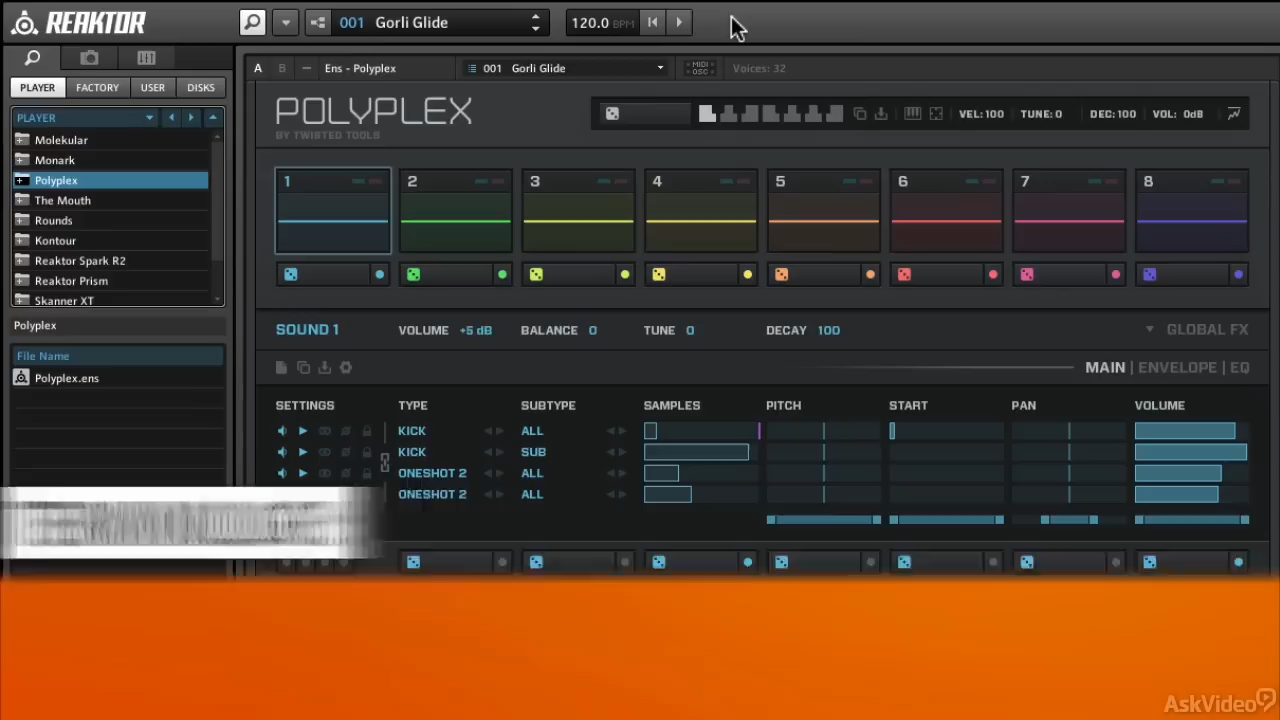 REAKTOR 001 Gorli Glide 120.0 BPM
A B Ens - Polyplex 001 Gorli Glide MIDI OSC Voices: 32
PLAYER FACTORY USER DISKS
PLAYER
Molekular
Monark
Polyplex
The Mouth
Rounds
Kontour
Reaktor Spark R2
Reaktor Prism
Skanner XT
Polyplex
File Name
Polyplex.ens
POLYPLEX
BY TWISTED TOOLS
VEL:100 TUNE:0 DEC:100 VOL: 0dB
1 2 3 4 5 6 7 8
SOUND 1 VOLUME +5 dB BALANCE 0 TUNE 0 DECAY 100 GLOBAL FX
MAIN | ENVELOPE | EQ
SETTINGS TYPE SUBTYPE SAMPLES PITCH START PAN VOLUME
KICK ALL
KICK SUB
ONESHOT 2 ALL
ONESHOT 2 ALL
AskVideo